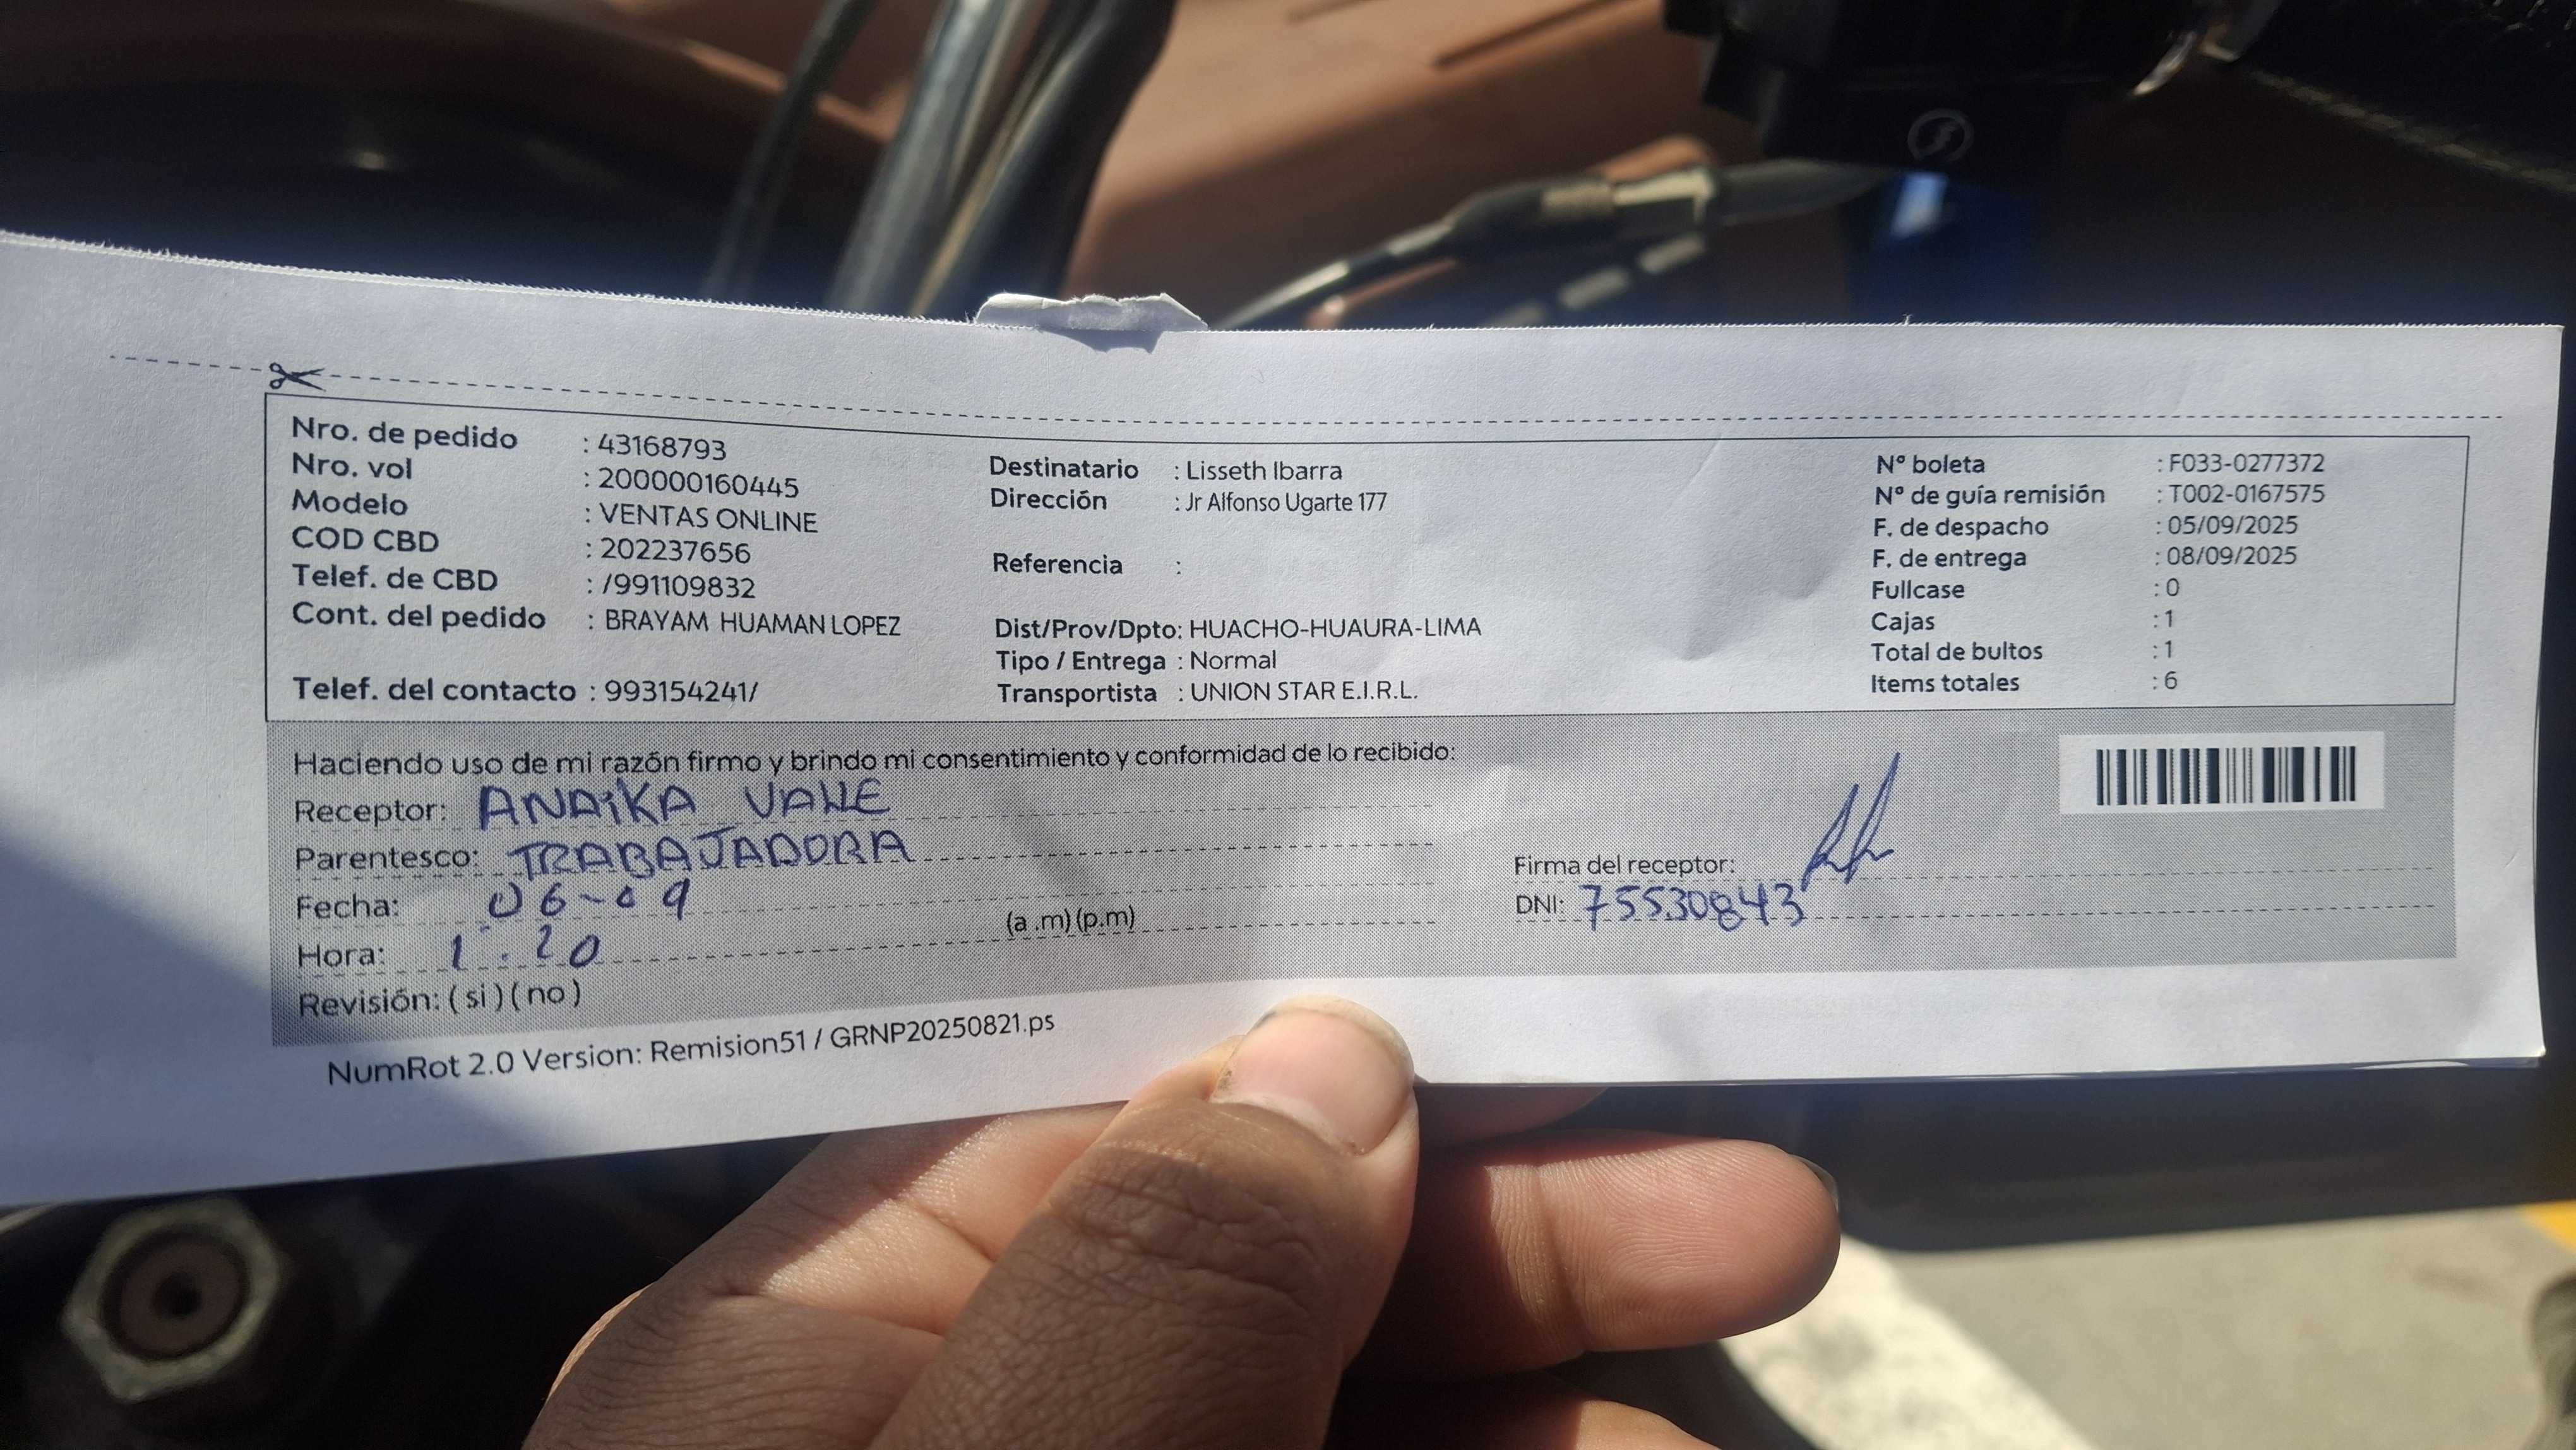 Nro. de pedido : 43168793
Nro. vol : 200000160445
Modelo : VENTAS ONLINE
COD CBD : 202237656
Telef. de CBD : /991109832
Cont. del pedido : BRAYAM HUAMAN LOPEZ
Telef. del contacto : 993154241/
Destinatario : Lisseth Ibarra
Dirección : Jr Alfonso Ugarte 177
Referencia :
Dist/Prov/Dpto: HUACHO-HUAURA-LIMA
Tipo / Entrega : Normal
Transportista : UNION STAR E.I.R.L.
Nº boleta : F033-0277372
Nº de guía remisión : T002-0167575
F. de despacho : 05/09/2025
F. de entrega : 08/09/2025
Fullcase : 0
Cajas : 1
Total de bultos : 1
Items totales : 6
Haciendo uso de mi razón firmo y brindo mi consentimiento y conformidad de lo recibido:
Receptor: ANAiKA VALLE
Parentesco: TRABAJADORA
Fecha: 06-09
Hora: 1:20 (a .m) (p.m)
Revisión: ( si ) ( no )
Firma del receptor:
DNI: 75530843
NumRot 2.0 Version: Remision51 / GRNP20250821.ps